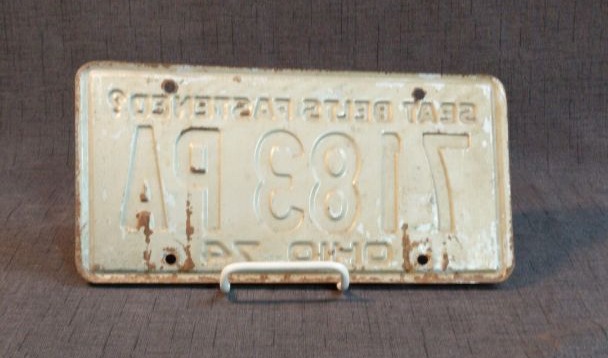 SEAT BELTS FASTENED?
7183 PA
OHIO 74